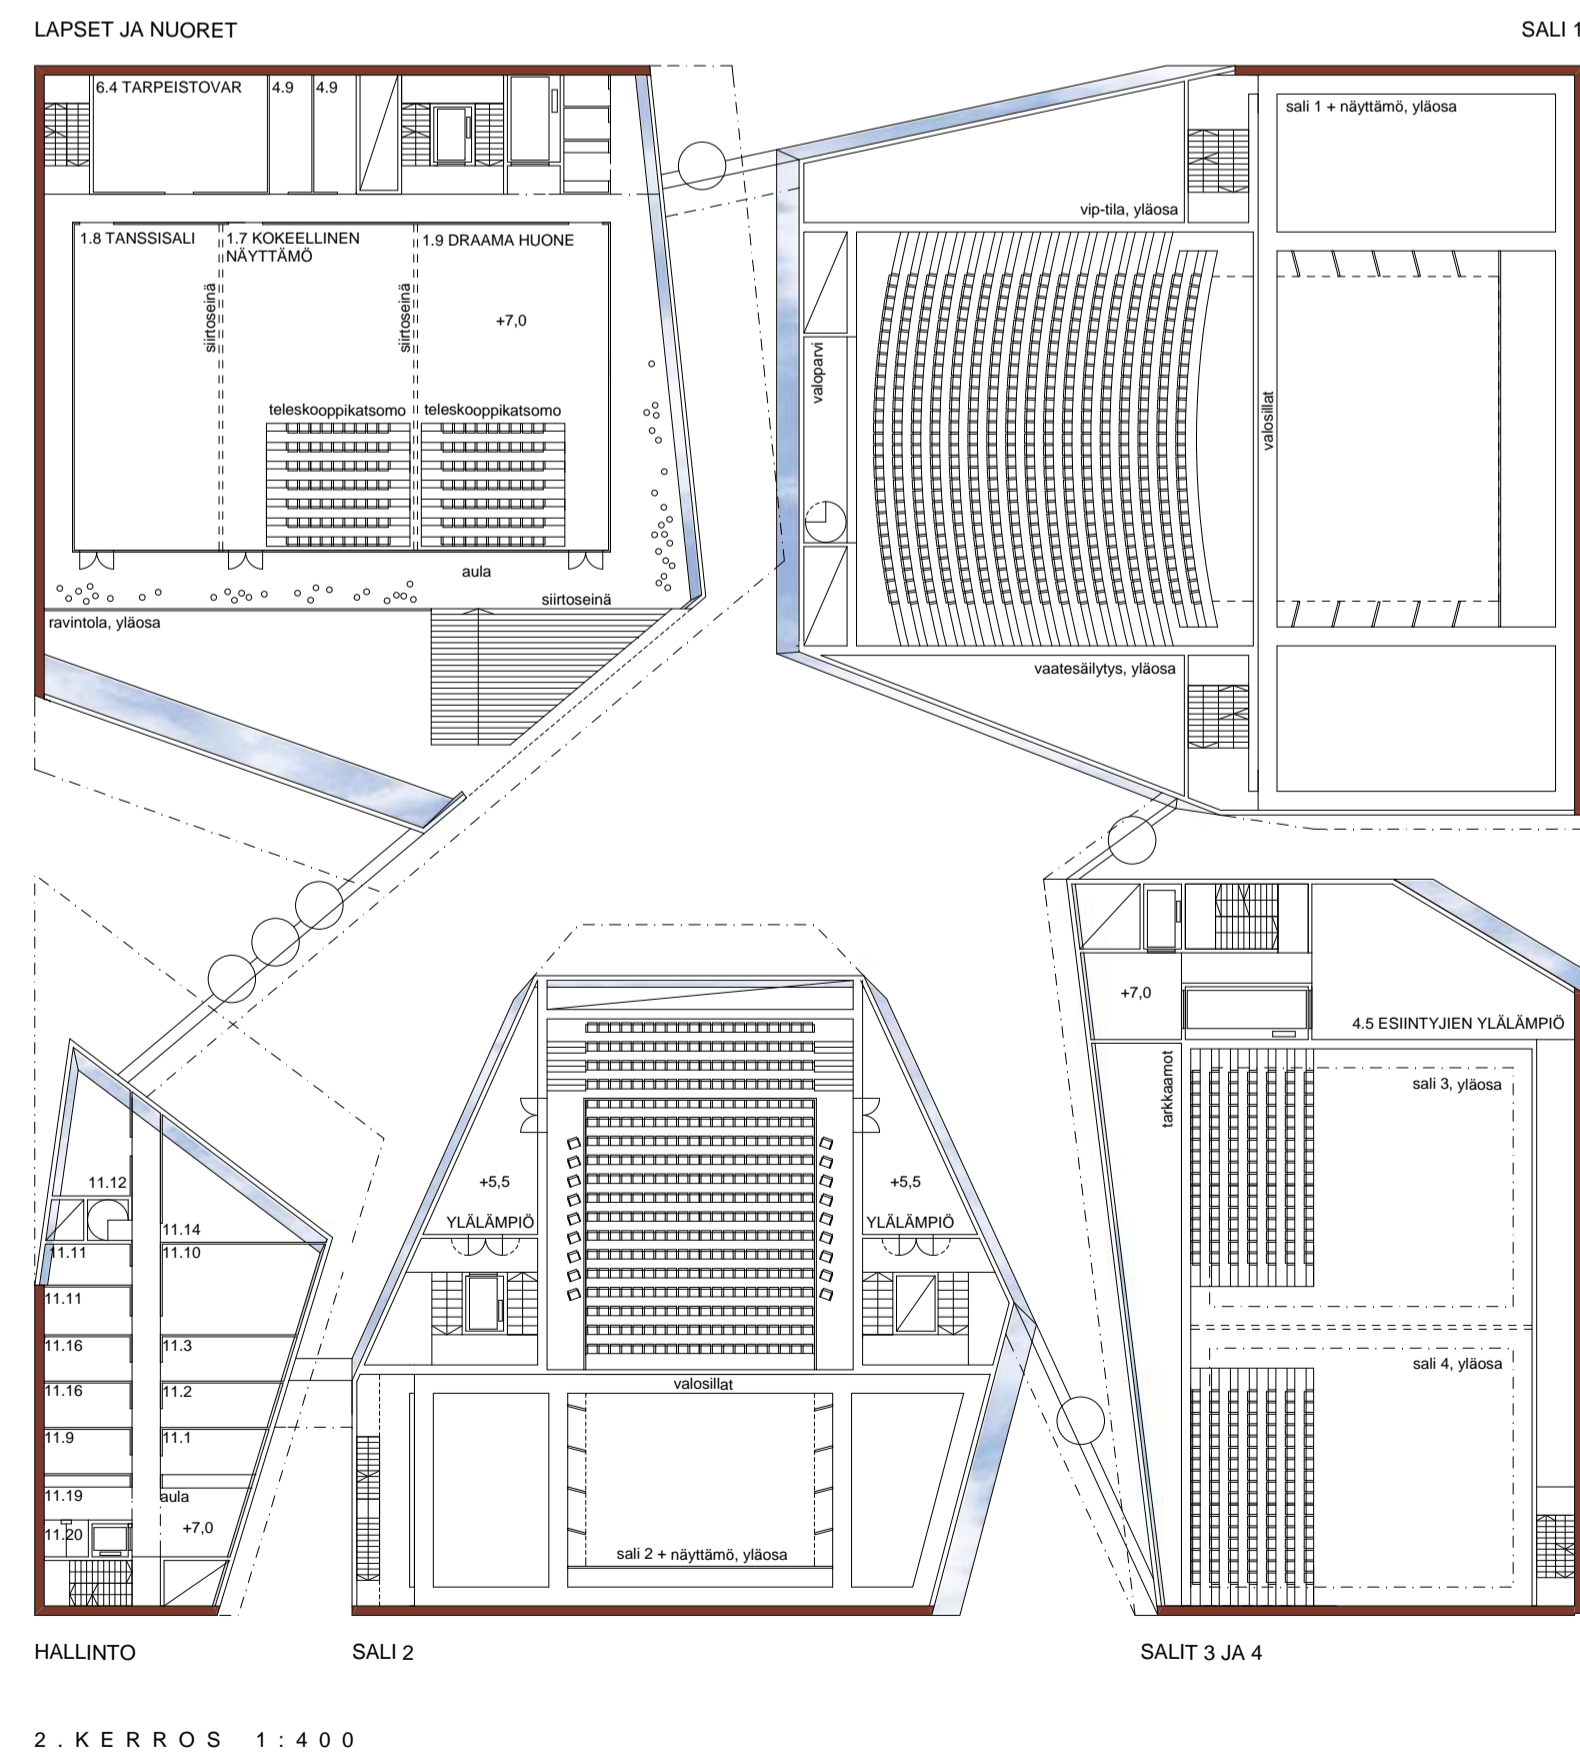 LAPSET JA NUORET
SALI 1
6.4 TARPEISTOVAR
4.9
4.9
sali 1 + näyttämö, yläosa
vip-tila, yläosa
1.8 TANSSISALI
1.7 KOKEELLINEN
NÄYTTÄMÖ
1.9 DRAAMA HUONE
siirtoseinä
siirtoseinä
+7,0
valoparvi
valosillat
teleskooppikatsomo
teleskooppikatsomo
aula
siirtoseinä
ravintola, yläosa
vaatesäilytys, yläosa
+7,0
4.5 ESIINTYJIEN YLÄLÄMPIÖ
tarkkaamot
sali 3, yläosa
11.12
+5,5
+5,5
YLÄLÄMPIÖ
YLÄLÄMPIÖ
11.14
11.11
11.10
11.11
11.16
11.3
sali 4, yläosa
valosillat
11.16
11.2
11.9
11.1
11.19
aula
11.20
+7,0
sali 2 + näyttämö, yläosa
HALLINTO
SALI 2
SALIT 3 JA 4
2. KERROS 1:400